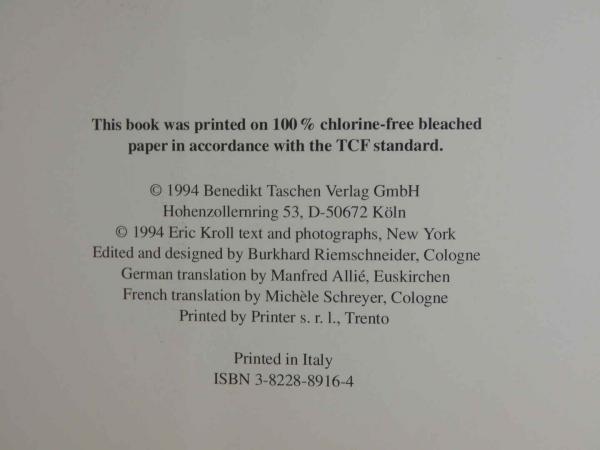 This book was printed on 100 % chlorine-free bleached
paper in accordance with the TCF standard.
© 1994 Benedikt Taschen Verlag GmbH
Hohenzollernring 53, D-50672 Köln
© 1994 Eric Kroll text and photographs, New York
Edited and designed by Burkhard Riemschneider, Cologne
German translation by Manfred Allié, Euskirchen
French translation by Michèle Schreyer, Cologne
Printed by Printer s. r. l., Trento
Printed in Italy
ISBN 3-8228-8916-4